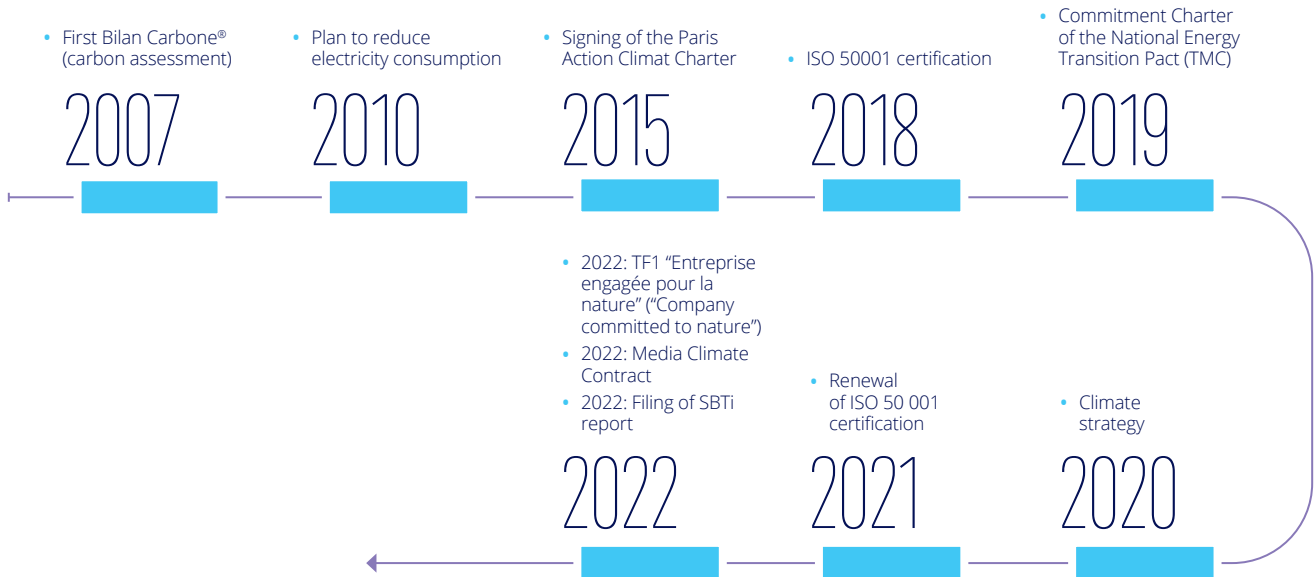 • First Bilan Carbone®
(carbon assessment)
2007
• Plan to reduce
electricity consumption
2010
• Signing of the Paris
Action Climat Charter
2015
• ISO 50001 certification
2018
• Commitment Charter
of the National Energy
Transition Pact (TMC)
2019
• Climate
strategy
2020
• Renewal
of ISO 50 001
certification
2021
• 2022: TF1 “Entreprise
engagée pour la
nature” (“Company
committed to nature”)
• 2022: Media Climate
Contract
• 2022: Filing of SBTi
report
2022